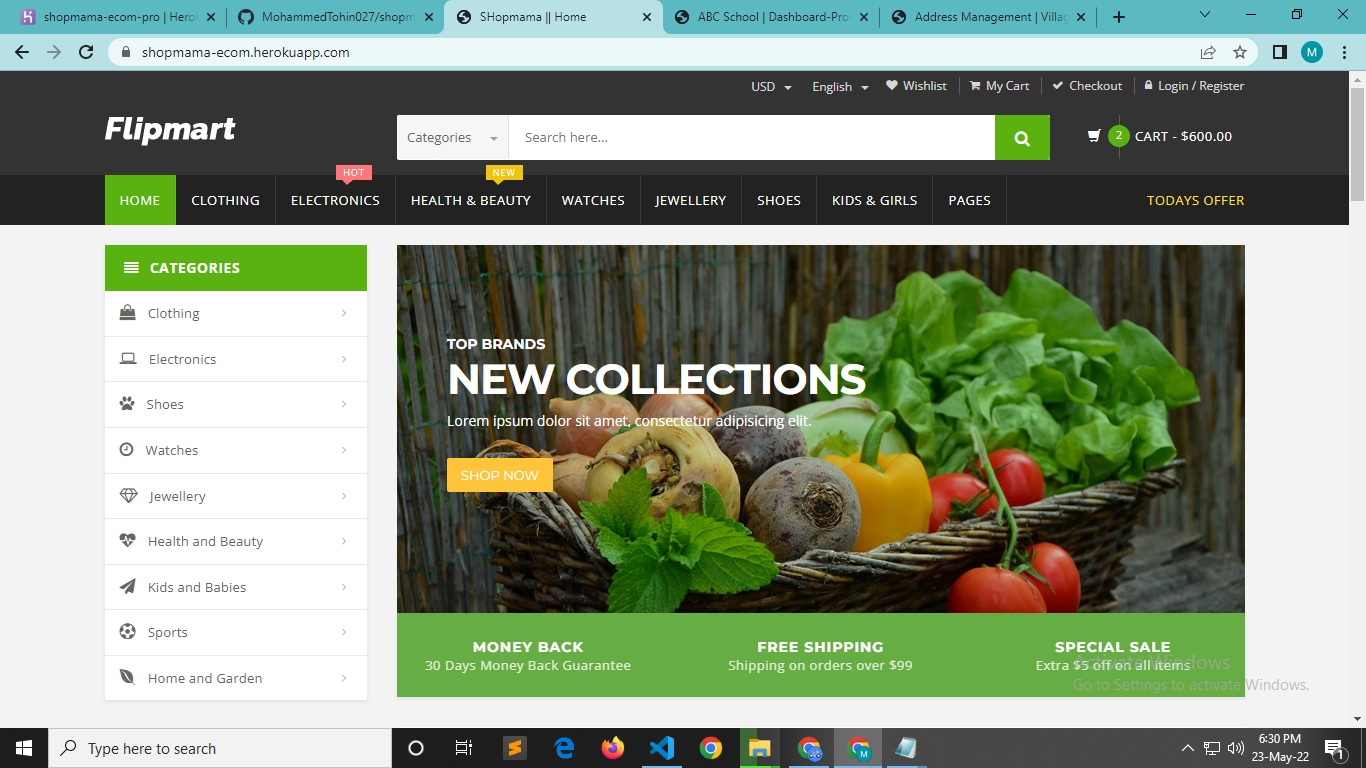 shopmama-ecom-pro | Hero
MohammedTohin027/shopm
SHopmama || Home
ABC School | Dashboard-Pro
Address Management | Villag
shopmama-ecom.herokuapp.com
M
USD
English
Wishlist
My Cart
Checkout
Login / Register
Flipmart
Categories
Search here...
2
CART - $600.00
HOT
NEW
HOME
CLOTHING
ELECTRONICS
HEALTH & BEAUTY
WATCHES
JEWELLERY
SHOES
KIDS & GIRLS
PAGES
TODAYS OFFER
CATEGORIES
Clothing
Electronics
Shoes
Watches
Jewellery
Health and Beauty
Kids and Babies
Sports
Home and Garden
TOP BRANDS
NEW COLLECTIONS
Lorem ipsum dolor sit amet, consectetur adipisicing elit.
SHOP NOW
MONEY BACK
30 Days Money Back Guarantee
FREE SHIPPING
Shipping on orders over $99
SPECIAL SALE
Extra $5 off on all items
Activate Windows
Go to Settings to activate Windows.
Type here to search
M
6:30 PM
23-May-22
1